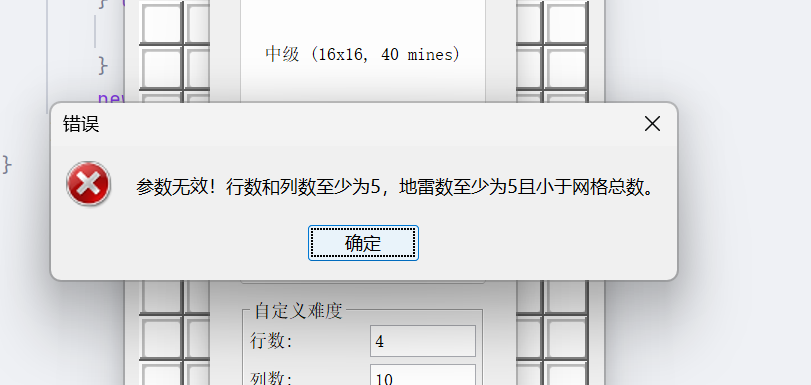 }
中级 (16x16, 40 mines)
}
new
错误
}
参数无效！行数和列数至少为5，地雷数至少为5且小于网格总数。
确定
自定义难度
行数:
4
列数:
10